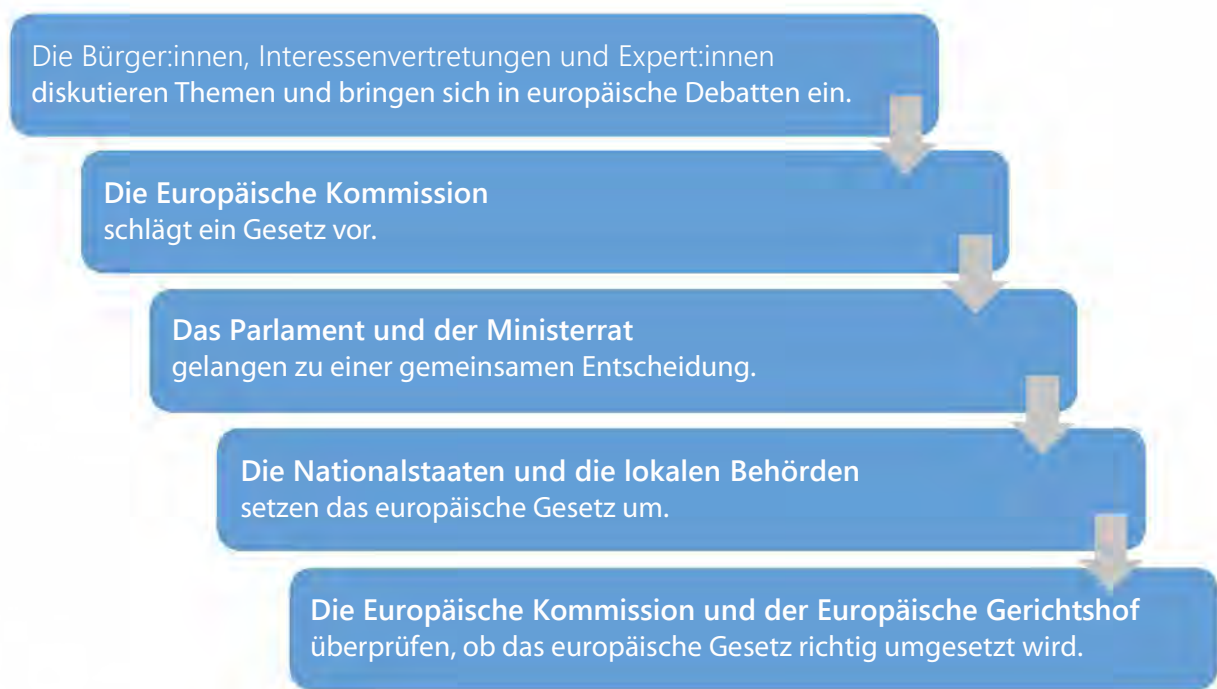 Die Bürger:innen, Interessenvertretungen und Expert:innen
diskutieren Themen und bringen sich in europäische Debatten ein.
Die Europäische Kommission
schlägt ein Gesetz vor.
Das Parlament und der Ministerrat
gelangen zu einer gemeinsamen Entscheidung.
Die Nationalstaaten und die lokalen Behörden
setzen das europäische Gesetz um.
Die Europäische Kommission und der Europäische Gerichtshof
überprüfen, ob das europäische Gesetz richtig umgesetzt wird.